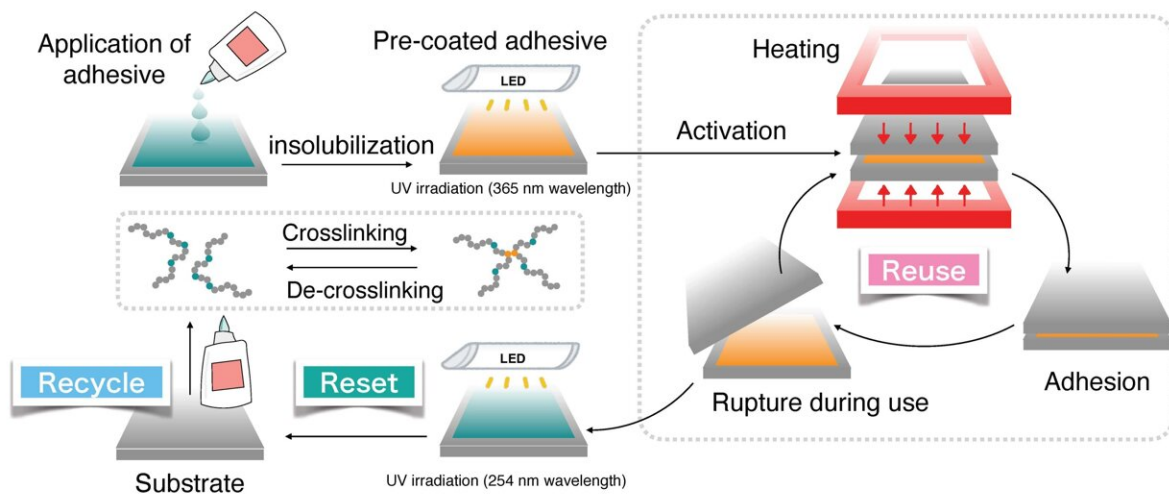 Application of
adhesive
Pre-coated adhesive
LED
insolubilization
UV irradiation (365 nm wavelength)
Activation
Heating
Crosslinking
De-crosslinking
Reuse
Adhesion
Rupture during use
LED
Recycle
Reset
UV irradiation (254 nm wavelength)
Substrate